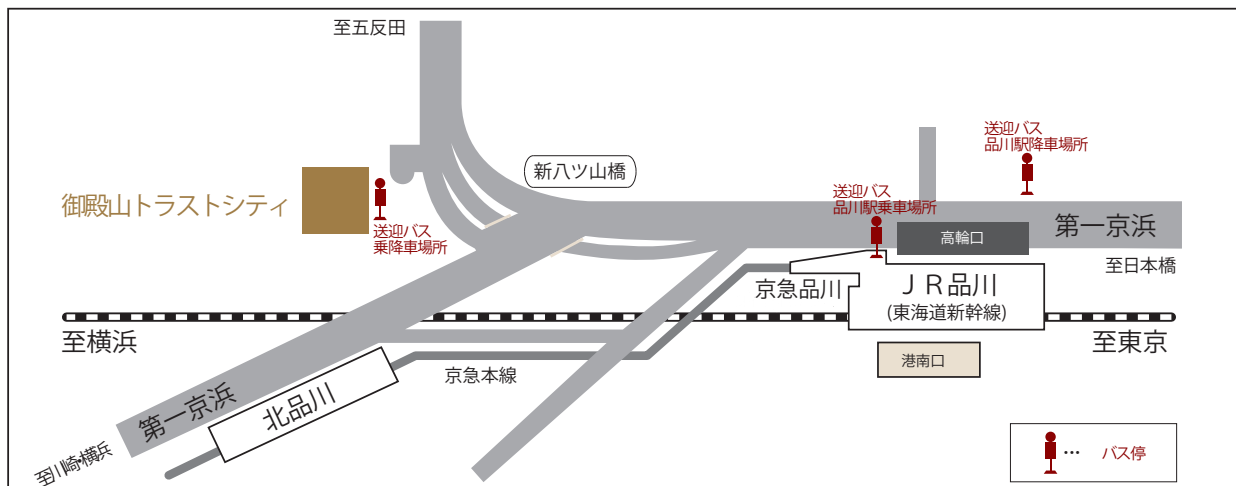 至五反田
送迎バス
品川駅降車場所
新八ツ山橋
御殿山トラストシティ
送迎バス
品川駅乗車場所
送迎バス
乗降車場所
高輪口
第一京浜
至日本橋
京急品川
ＪＲ品川
(東海道新幹線)
至横浜
至東京
港南口
京急本線
北品川
第一京浜
至川崎・横浜
… バス停